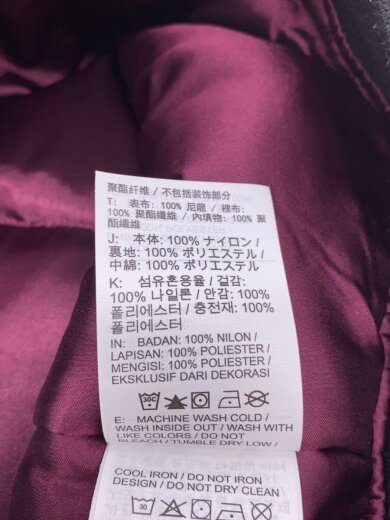 聚酯纤维 / 不包括装饰部分
T: 表布: 100% 尼龍 / 裡布:
100% 聚酯纖維 / 內填物: 100% 聚
酯纖維
J: 本体: 100% ナイロン /
裏地: 100% ポリエステル /
中綿: 100% ポリエステル
K: 섬유혼용율 / 겉감:
100% 나일론 / 안감: 100%
폴리에스터 / 충전재: 100%
폴리에스터
IN: BADAN: 100% NILON /
LAPISAN: 100% POLIESTER /
MENGISI: 100% POLIESTER /
EKSKLUSIF DARI DEKORASI
30C
E: MACHINE WASH COLD /
WASH INSIDE OUT / WASH WITH
LIKE COLORS / DO NOT
BLEACH / TUMBLE DRY LOW /
COOL IRON / DO NOT IRON
DESIGN / DO NOT DRY CLEAN
30